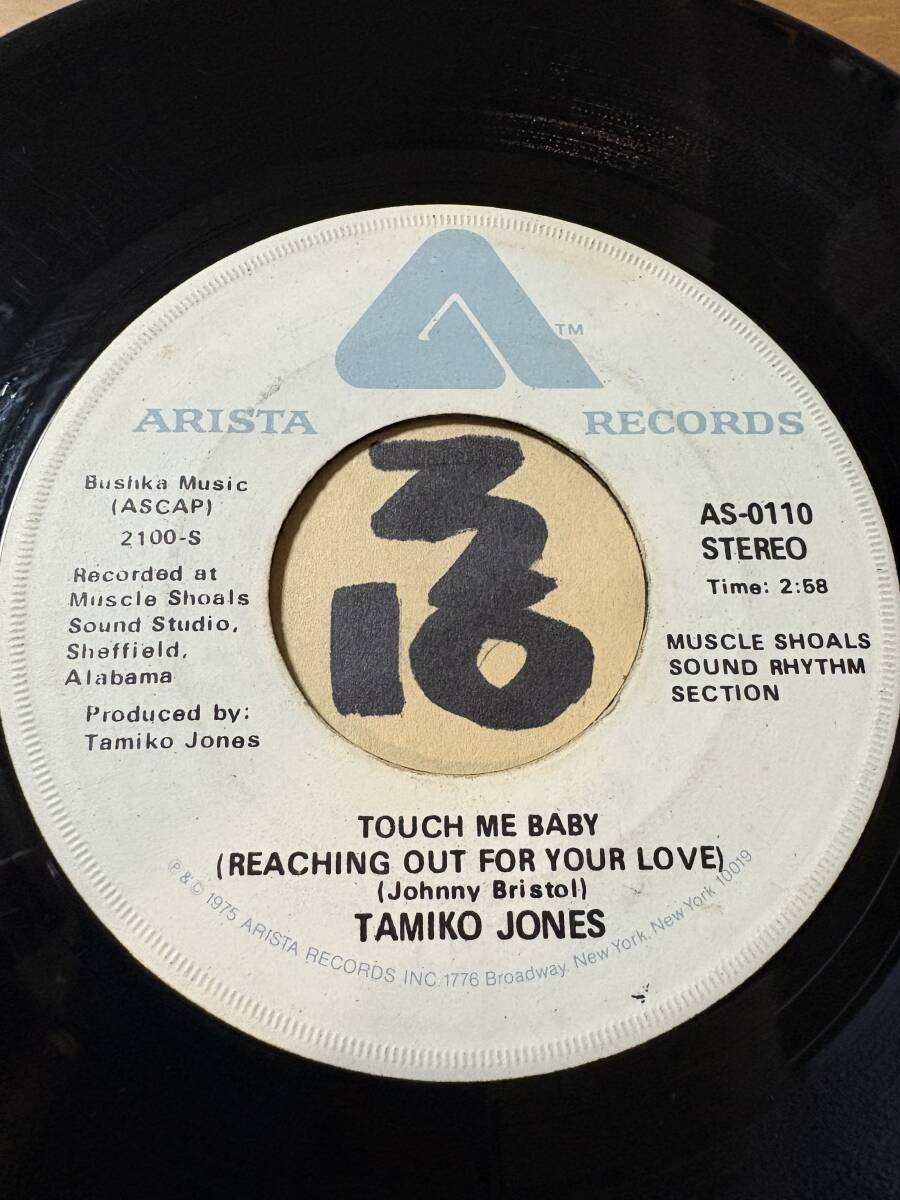 TM
ARISTA RECORDS
Bushka Music
(ASCAP)
2100-S
Recorded at
Muscle Shoals
Sound Studio,
Sheffield,
Alabama
Produced by:
Tamiko Jones
AS-0110
STEREO
Time: 2:58
MUSCLE SHOALS
SOUND RHYTHM
SECTION
TOUCH ME BABY
(REACHING OUT FOR YOUR LOVE)
(Johnny Bristol)
TAMIKO JONES
℗ & © 1975 ARISTA RECORDS INC 1776 Broadway, New York, New York 10019